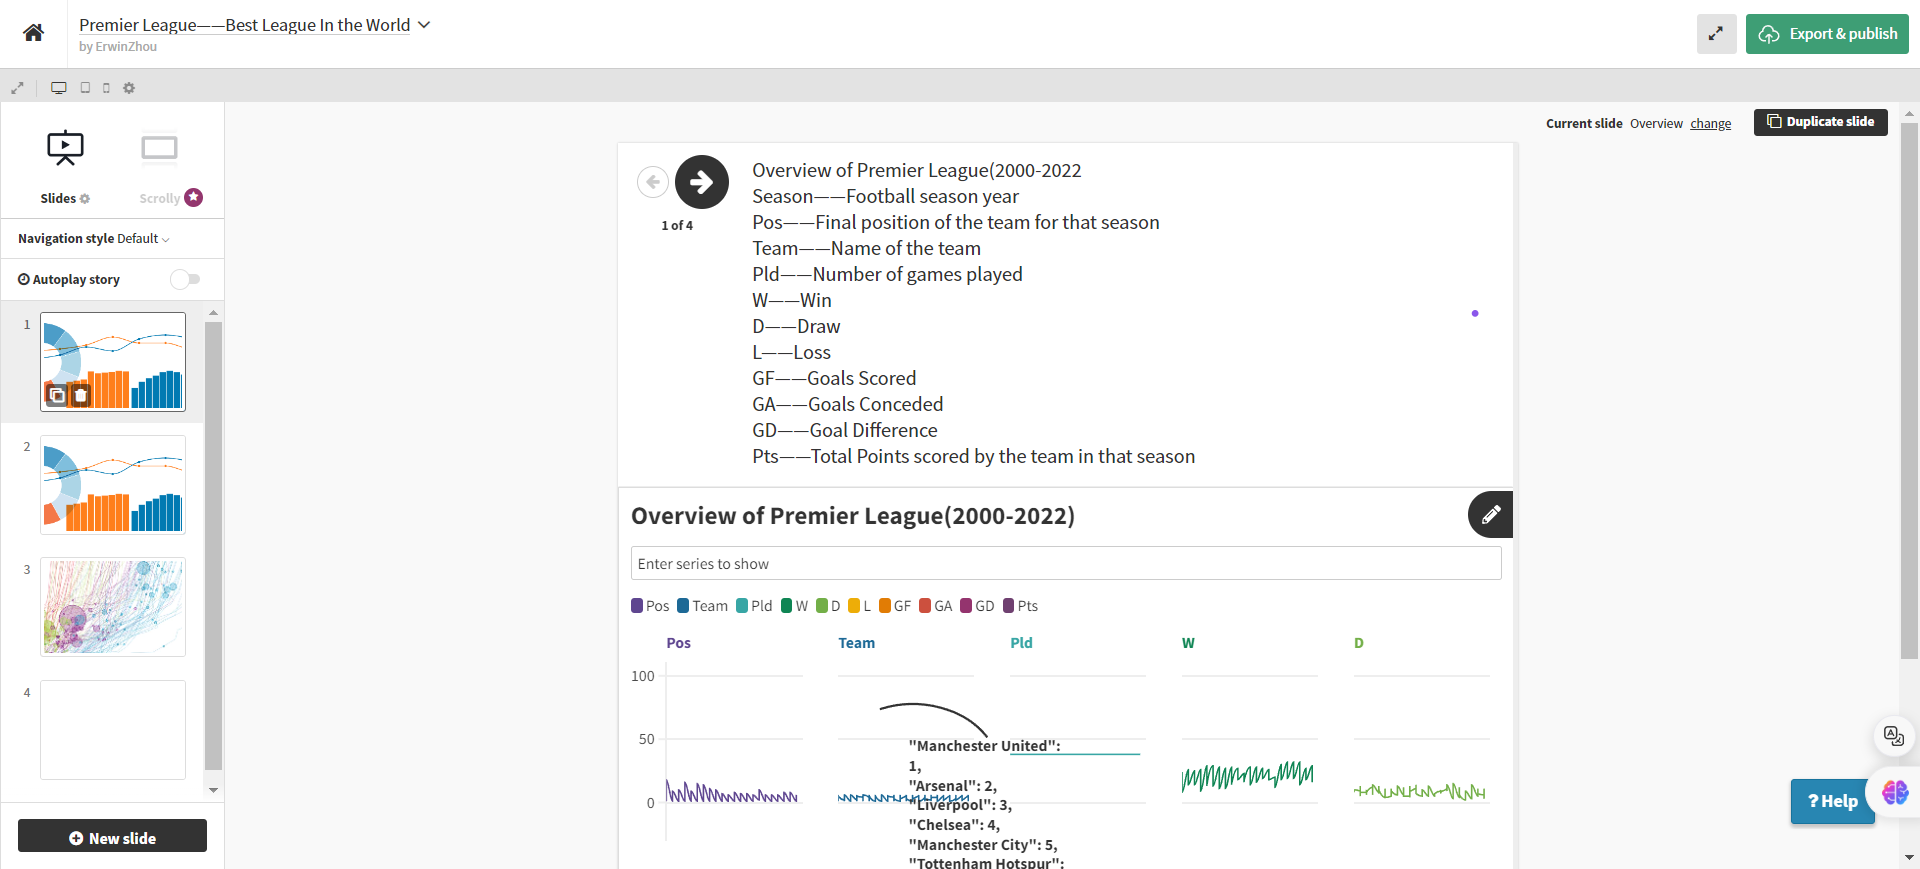 Premier League——Best League In the World
by ErwinZhou
Export & publish
Current slide Overview change
Duplicate slide
Slides
Scrolly
Navigation style Default
Autoplay story
1
2
3
4
New slide
1 of 4
Overview of Premier League(2000-2022
Season——Football season year
Pos——Final position of the team for that season
Team——Name of the team
Pld——Number of games played
W——Win
D——Draw
L——Loss
GF——Goals Scored
GA——Goals Conceded
GD——Goal Difference
Pts——Total Points scored by the team in that season
Overview of Premier League(2000-2022)
Enter series to show
Pos Team Pld W D L GF GA GD Pts
Pos Team Pld W D
100
50
0
"Manchester United":
1,
"Arsenal": 2,
"Liverpool": 3,
"Chelsea": 4,
"Manchester City": 5,
"Tottenham Hotspur":
? Help